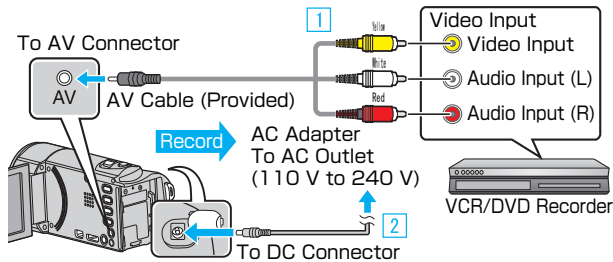 1
Yellow
Video Input
To AV Connector
Video Input
White
AV
AV Cable (Provided)
Audio Input (L)
Red
Audio Input (R)
Record
AC Adapter
To AC Outlet
(110 V to 240 V)
VCR/DVD Recorder
2
To DC Connector